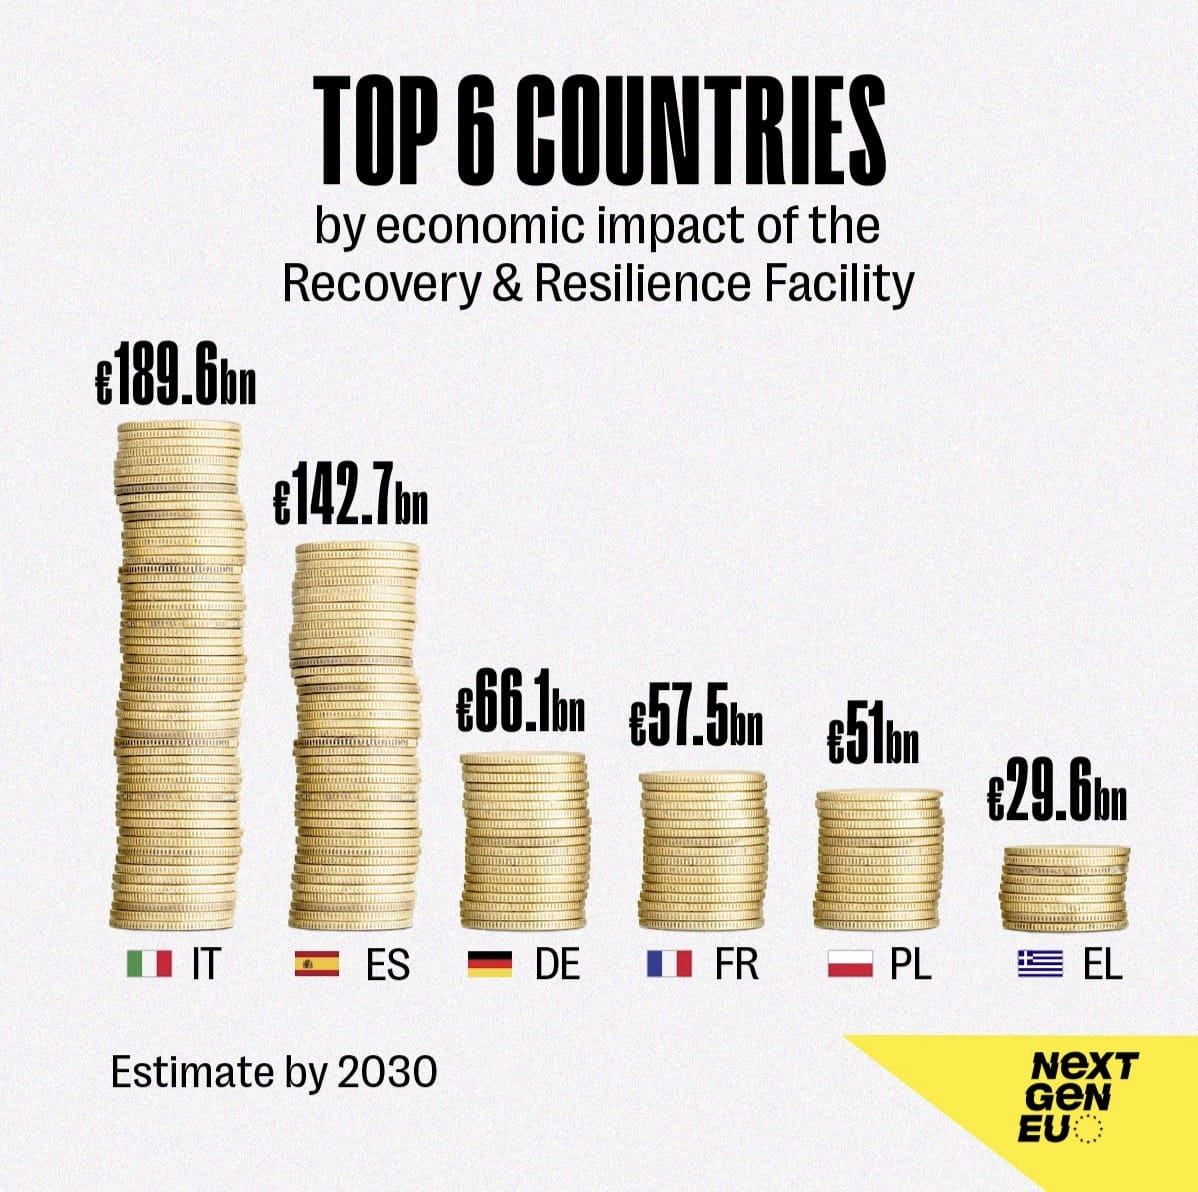 TOP 6 COUNTRIES
by economic impact of the
Recovery & Resilience Facility
€189.6bn
€142.7bn
€66.1bn
€57.5bn
€51bn
€29.6bn
IT
ES
DE
FR
PL
EL
Estimate by 2030
NexT
Gen
EU